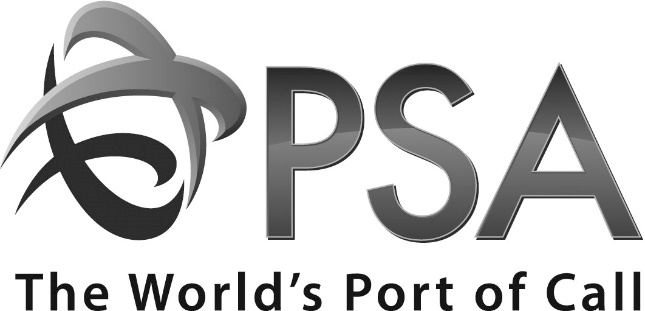 PSA
The World's Port of Call